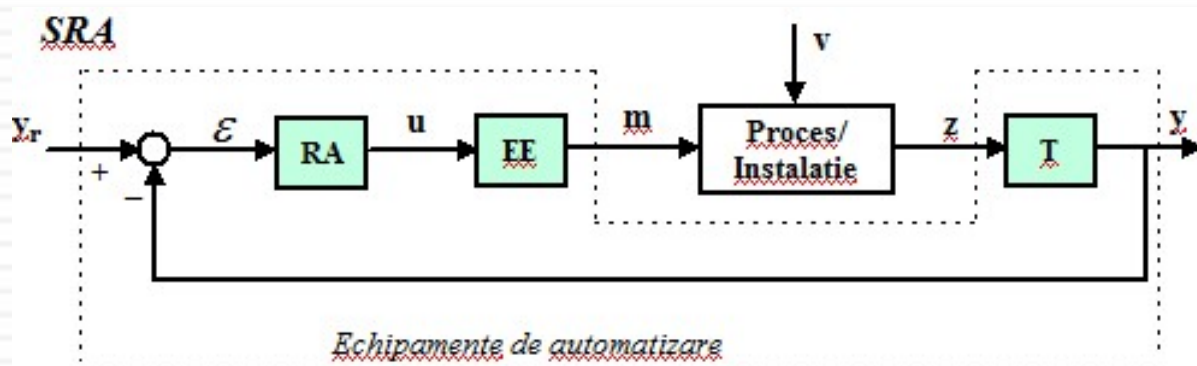 SRA
v
yr
ε
RA
u
EE
m
Proces/
Instalatie
z
T
y
+
−
Echipamente de automatizare